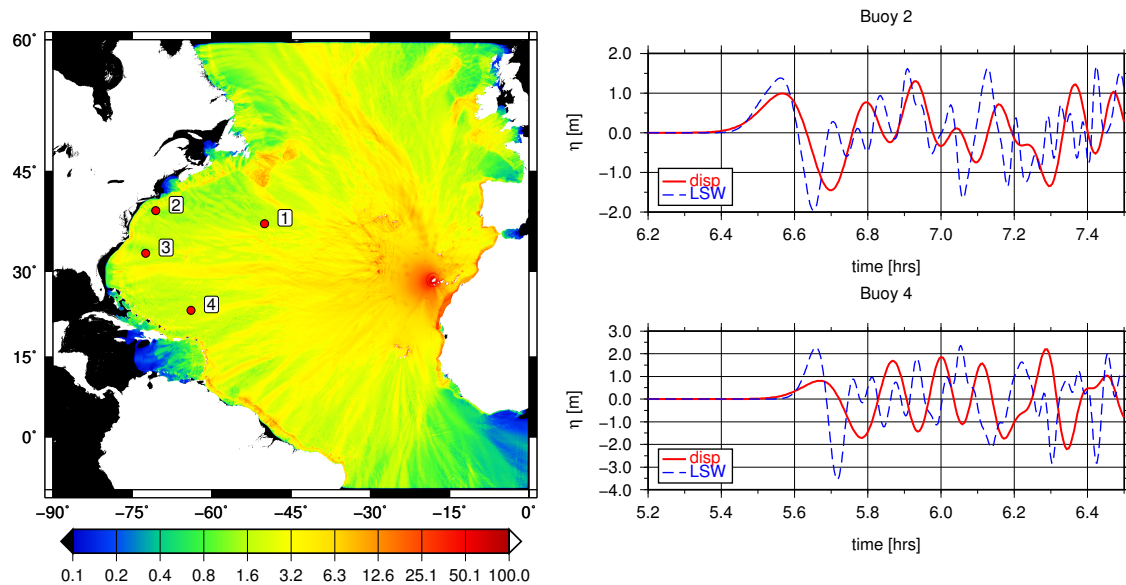 60˚
45˚
30˚
15˚
0˚
−90˚ −75˚ −60˚ −45˚ −30˚ −15˚ 0˚
1
2
3
4
0.1 0.2 0.4 0.8 1.6 3.2 6.3 12.6 25.1 50.1 100.0
Buoy 2
2.0
1.0
0.0
−1.0
−2.0
η [m]
disp
LSW
6.2 6.4 6.6 6.8 7.0 7.2 7.4
time [hrs]
Buoy 4
3.0
2.0
1.0
0.0
−1.0
−2.0
−3.0
−4.0
η [m]
disp
LSW
5.2 5.4 5.6 5.8 6.0 6.2 6.4
time [hrs]